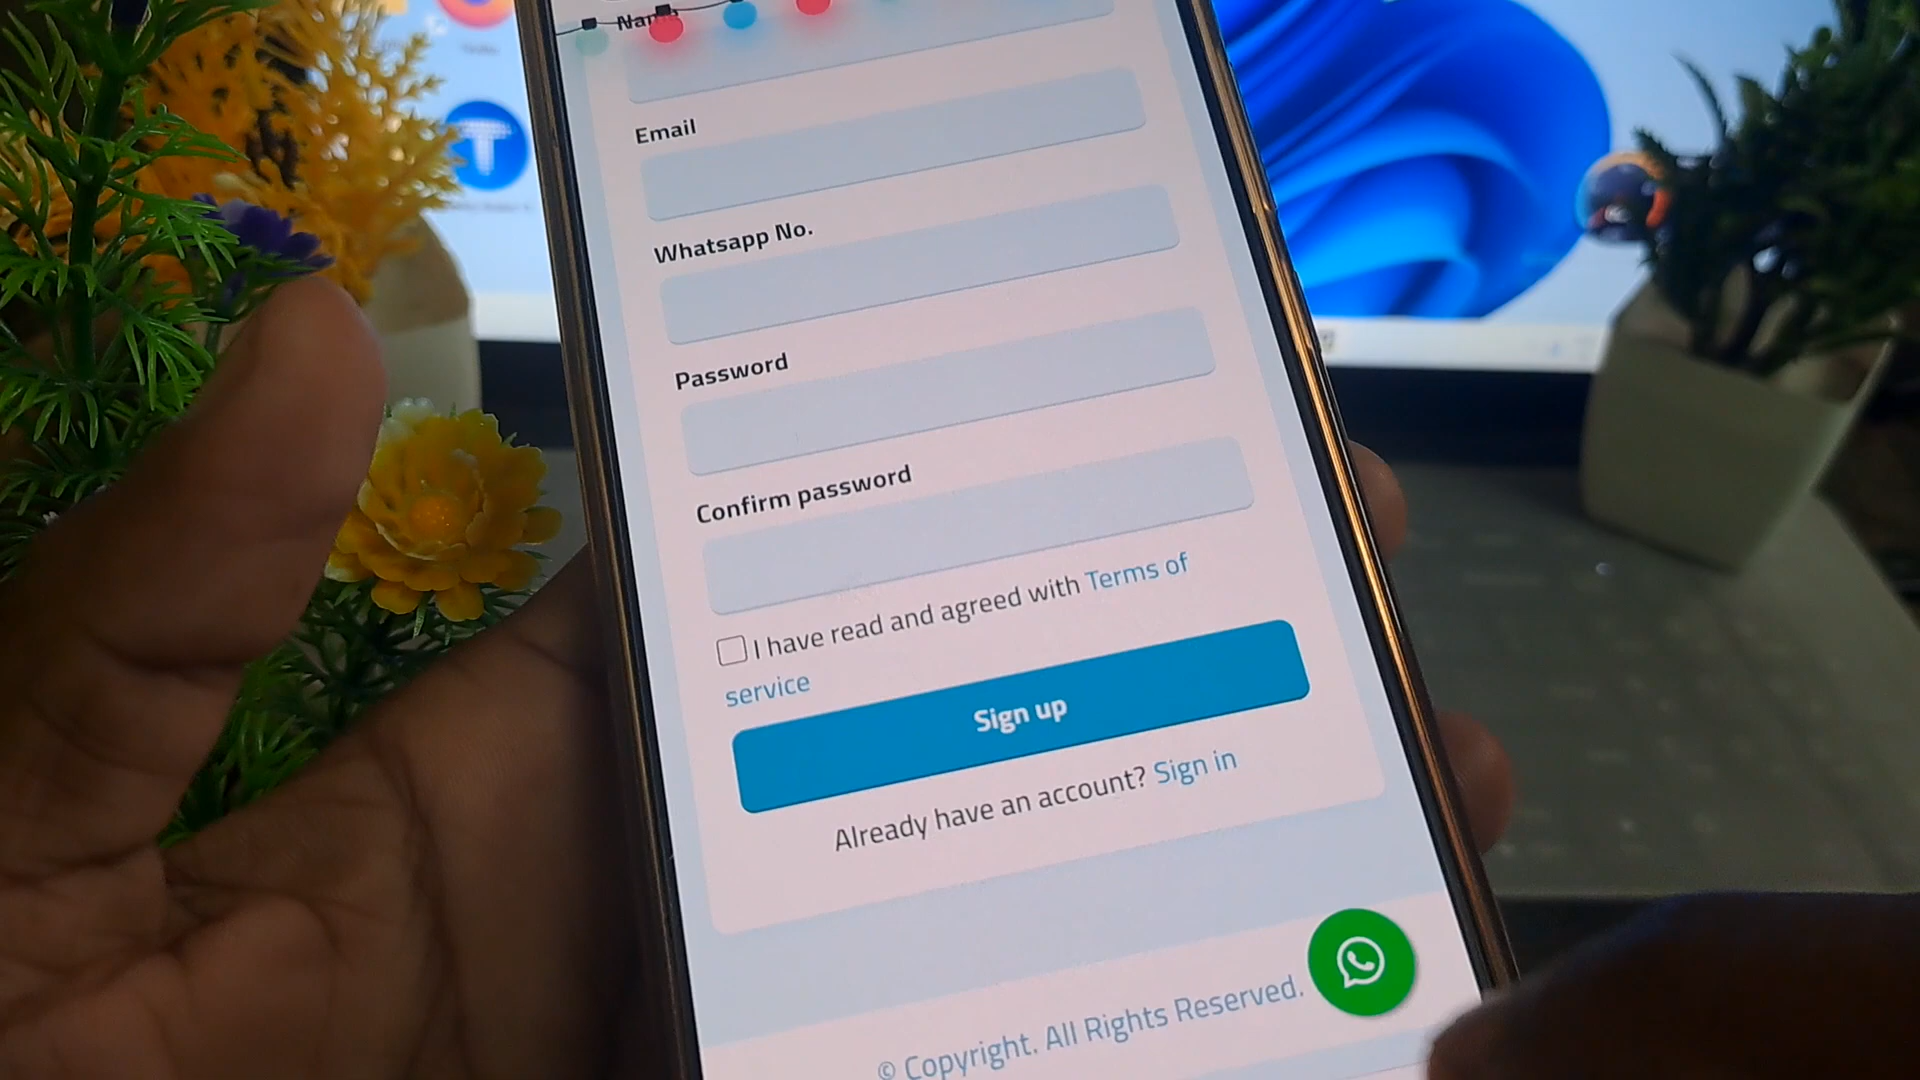 Name
Email
Whatsapp No.
Password
Confirm password
I have read and agreed with Terms of
service
Sign up
Already have an account? Sign in
© Copyright. All Rights Reserved.